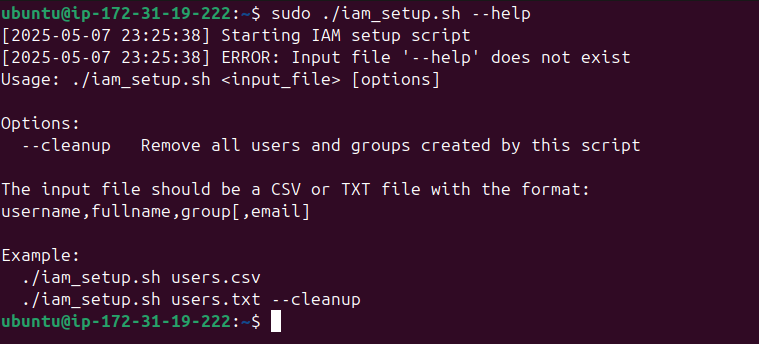 ubuntu@ip-172-31-19-222:~$ sudo ./iam_setup.sh --help
[2025-05-07 23:25:38] Starting IAM setup script
[2025-05-07 23:25:38] ERROR: Input file '--help' does not exist
Usage: ./iam_setup.sh <input_file> [options]

Options:
  --cleanup   Remove all users and groups created by this script

The input file should be a CSV or TXT file with the format:
username,fullname,group[,email]

Example:
  ./iam_setup.sh users.csv
  ./iam_setup.sh users.txt --cleanup
ubuntu@ip-172-31-19-222:~$